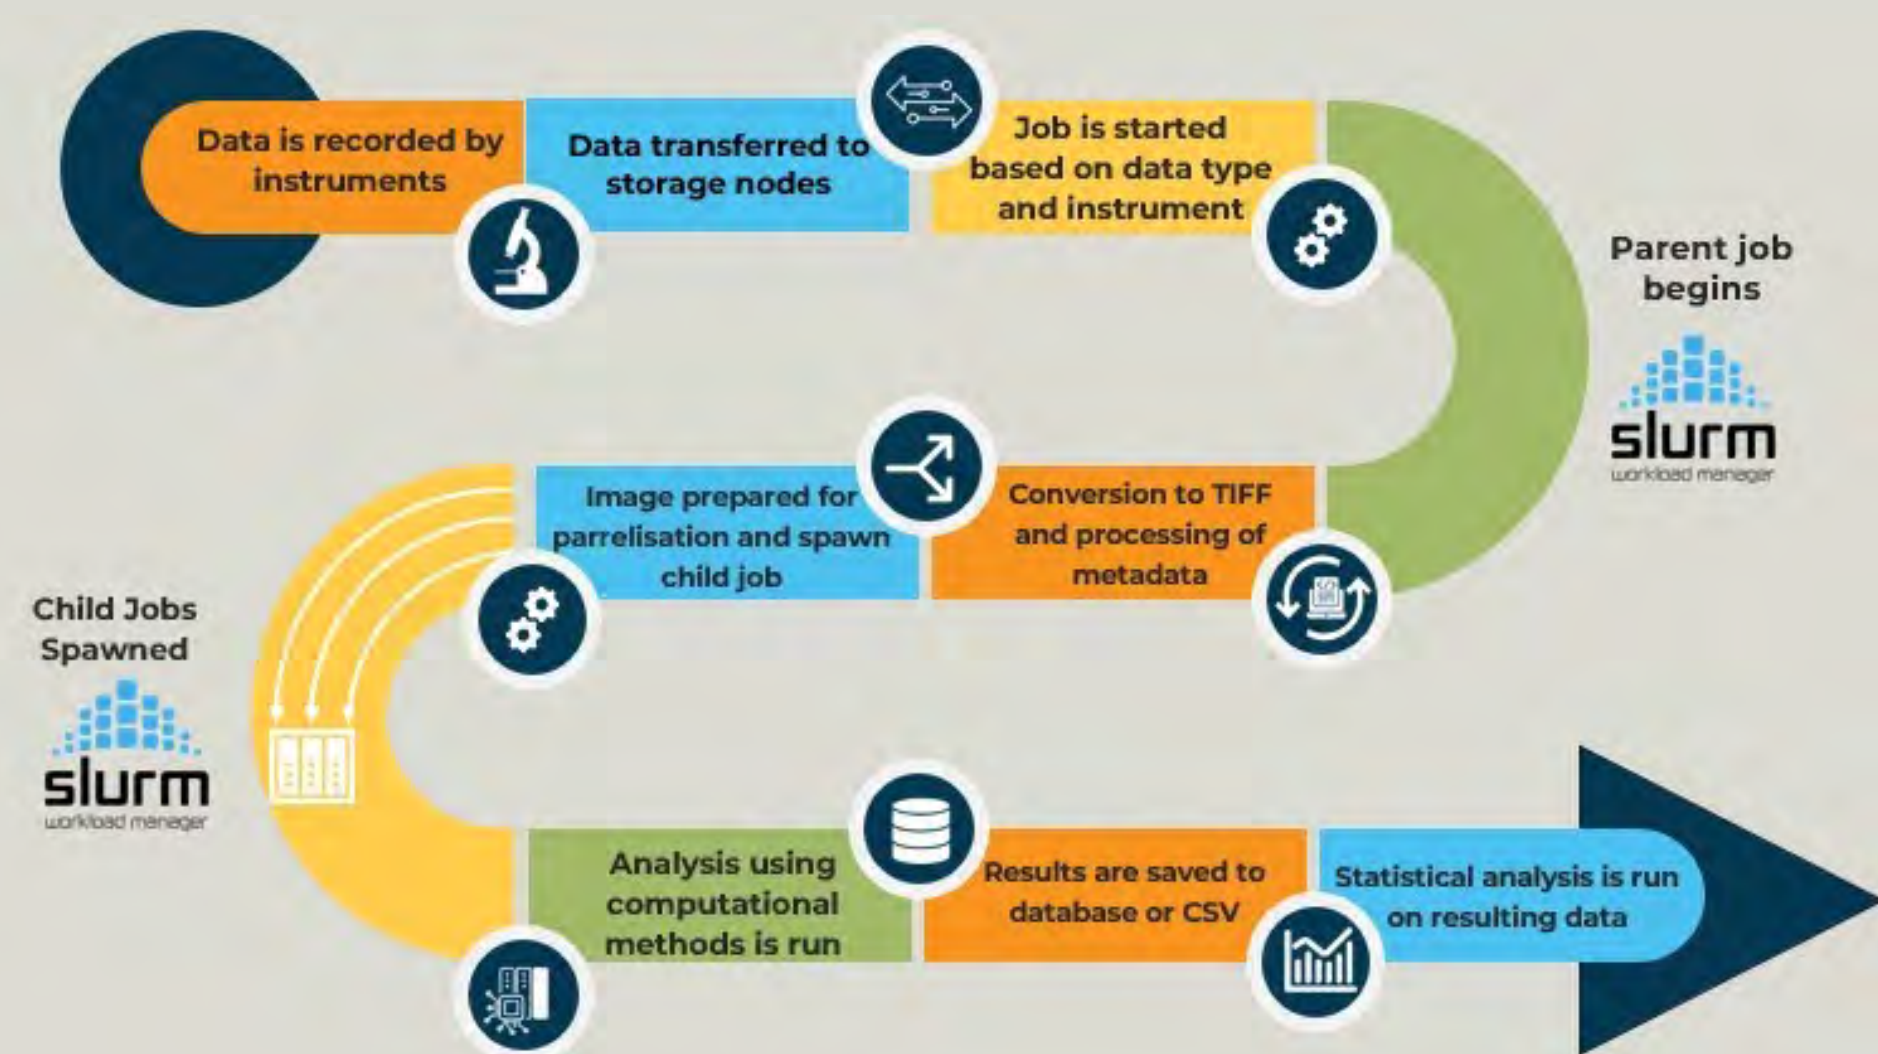 Data is recorded by
instruments
Data transferred to
storage nodes
Job is started
based on data type
and instrument
Parent job
begins
slurm
workload manager
Conversion to TIFF
and processing of
metadata
Image prepared for
parrelisation and spawn
child job
Child Jobs
Spawned
slurm
workload manager
Analysis using
computational
methods is run
Results are saved to
database or CSV
Statistical analysis is run
on resulting data